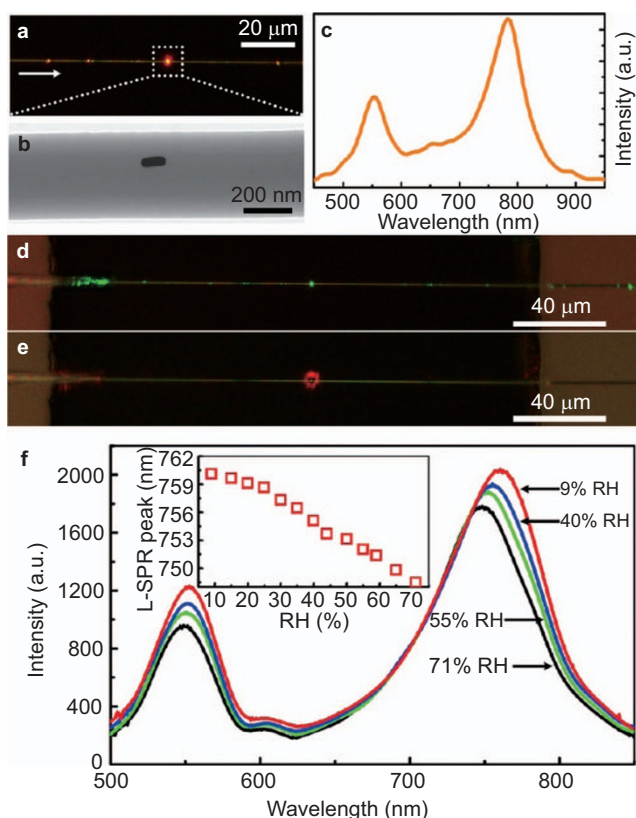 a
20 μm
b
200 nm
c
Intensity (a.u.)
500 600 700 800 900
Wavelength (nm)
d
40 μm
e
40 μm
f
Intensity (a.u.)
2000
1600
1200
800
400
0
500 600 700 800
Wavelength (nm)
L-SPR peak (nm)
762
759
756
753
750
10 20 30 40 50 60 70
RH (%)
9% RH
40% RH
55% RH
71% RH